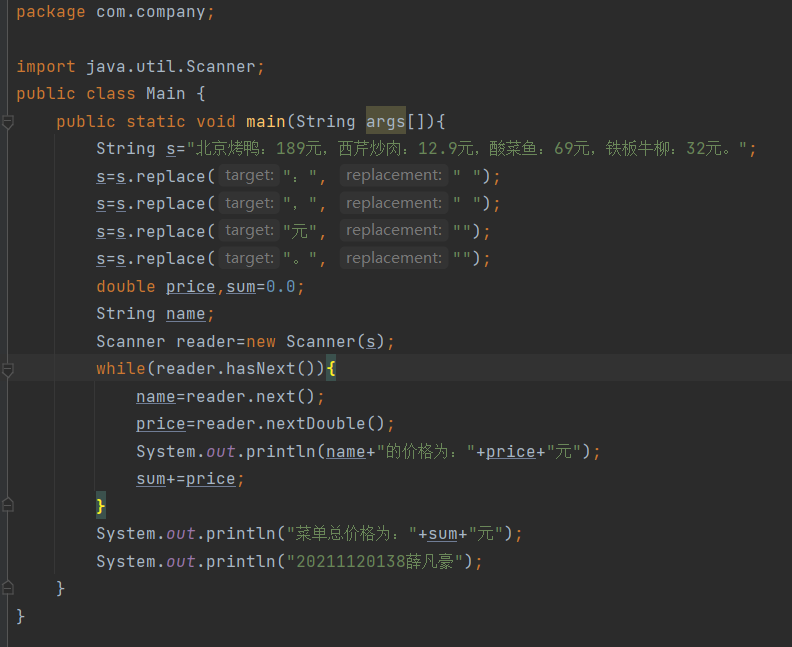 package com.company;
import java.util.Scanner;
public class Main {
public static void main(String args[]){
String s="北京烤鸭：189元，西芹炒肉：12.9元，酸菜鱼：69元，铁板牛柳：32元。";
s=s.replace( target: "：", replacement: " ");
s=s.replace( target: "，", replacement: " ");
s=s.replace( target: "元", replacement: "");
s=s.replace( target: "。", replacement: "");
double price,sum=0.0;
String name;
Scanner reader=new Scanner(s);
while(reader.hasNext()){
name=reader.next();
price=reader.nextDouble();
System.out.println(name+"的价格为："+price+"元");
sum+=price;
}
System.out.println("菜单总价格为："+sum+"元");
System.out.println("20211120138薛凡豪");
}
}